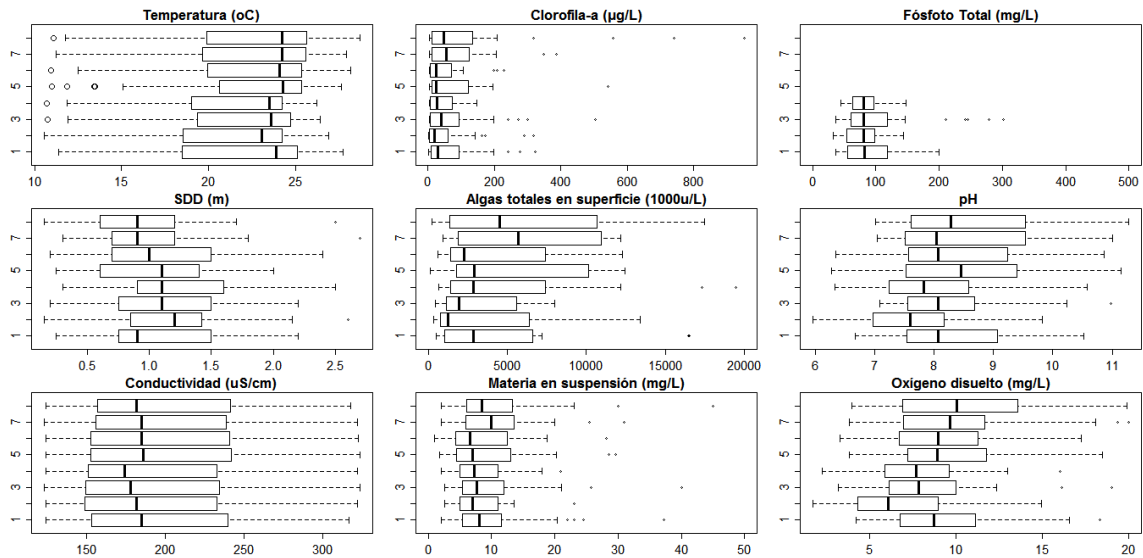 Temperatura (oC)
7
5
3
1
10 15 20 25
Clorofila-a (µg/L)
7
5
3
1
0 200 400 600 800
Fósfoto Total (mg/L)
7
5
3
1
0 100 200 300 400 500
SDD (m)
7
5
3
1
0.5 1.0 1.5 2.0 2.5
Algas totales en superficie (1000u/L)
7
5
3
1
0 5000 10000 15000 20000
pH
7
5
3
1
6 7 8 9 10 11
Conductividad (uS/cm)
7
5
3
1
150 200 250 300
Materia en suspensión (mg/L)
7
5
3
1
0 10 20 30 40 50
Oxígeno disuelto (mg/L)
7
5
3
1
5 10 15 20